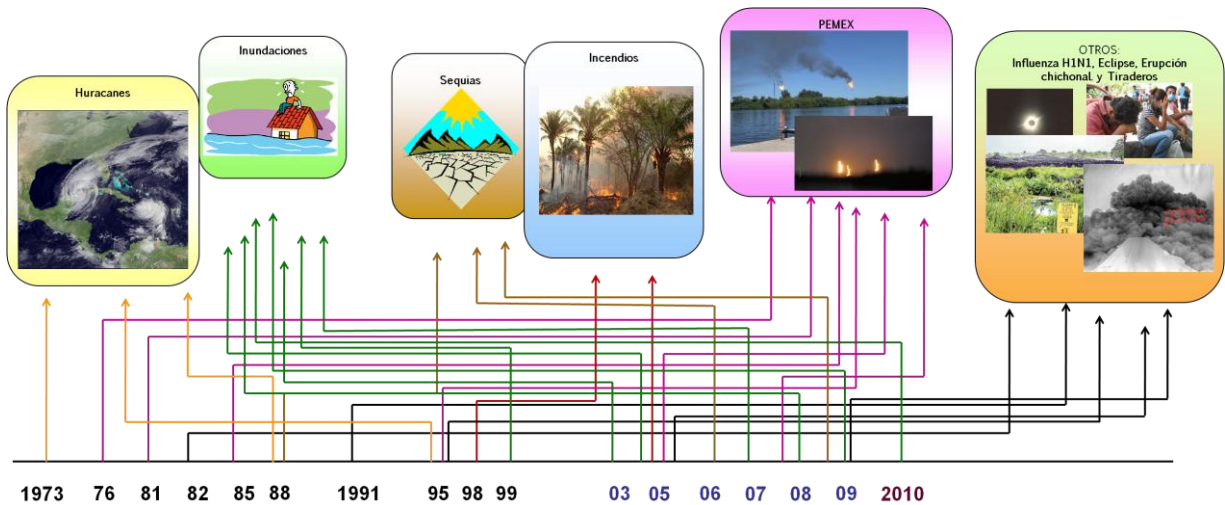 Huracanes
Inundaciones
Sequias
Incendios
PEMEX
OTROS:
Influenza H1N1, Eclipse, Erupción
chichonal. y Tiraderos
1973 76 81 82 85 88 1991 95 98 99 03 05 06 07 08 09 2010